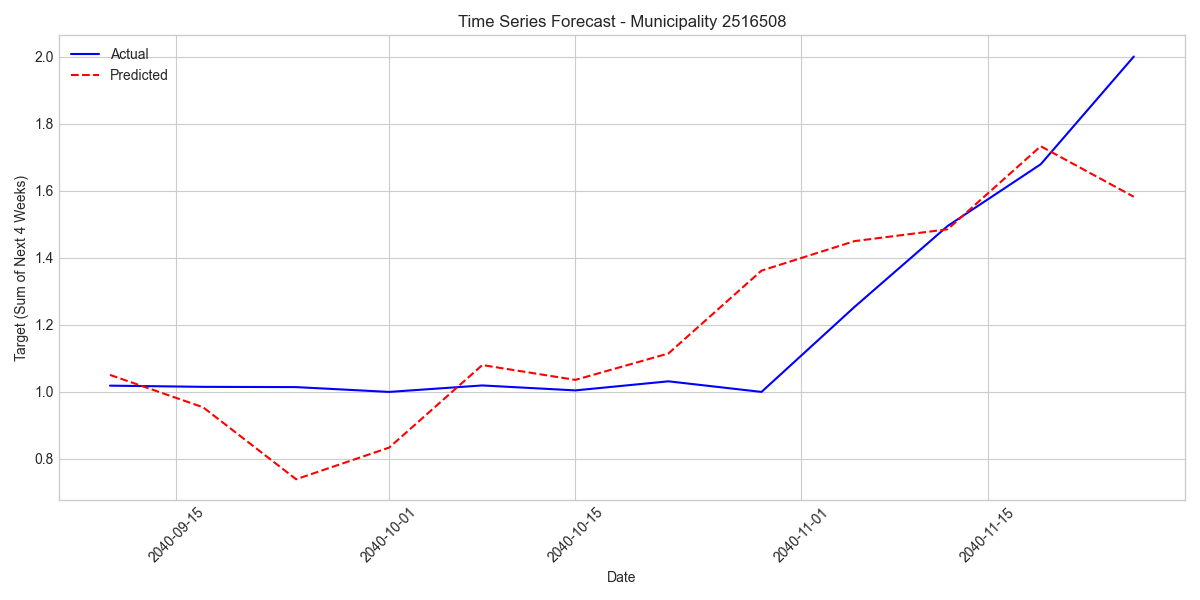 Time Series Forecast - Municipality 2516508
Actual
Predicted
Target (Sum of Next 4 Weeks)
2.0
1.8
1.6
1.4
1.2
1.0
0.8
2040-09-15
2040-10-01
2040-10-15
2040-11-01
2040-11-15
Date